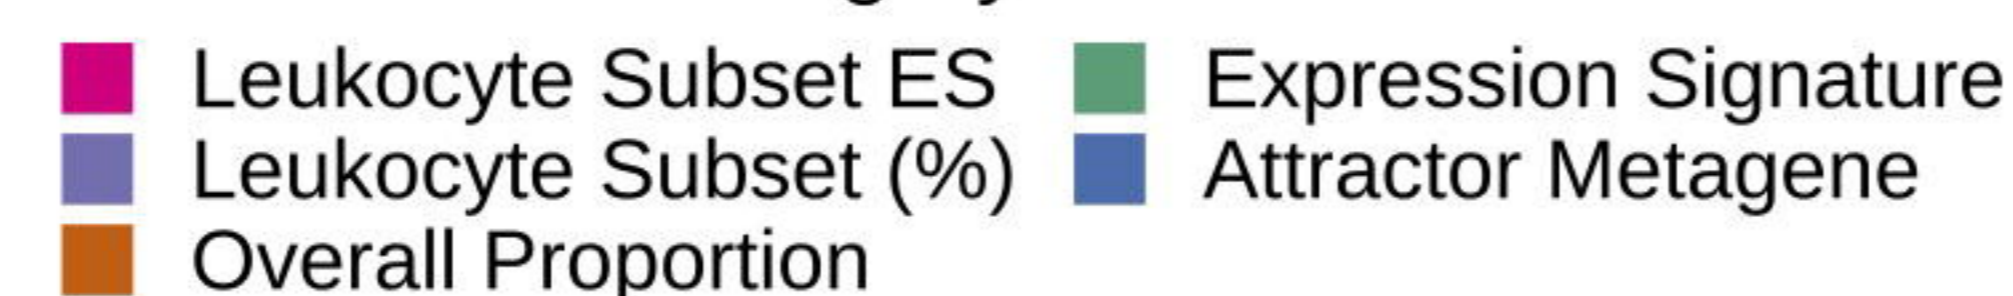 Leukocyte Subset ES
Leukocyte Subset (%)
Overall Proportion
Expression Signature
Attractor Metagene